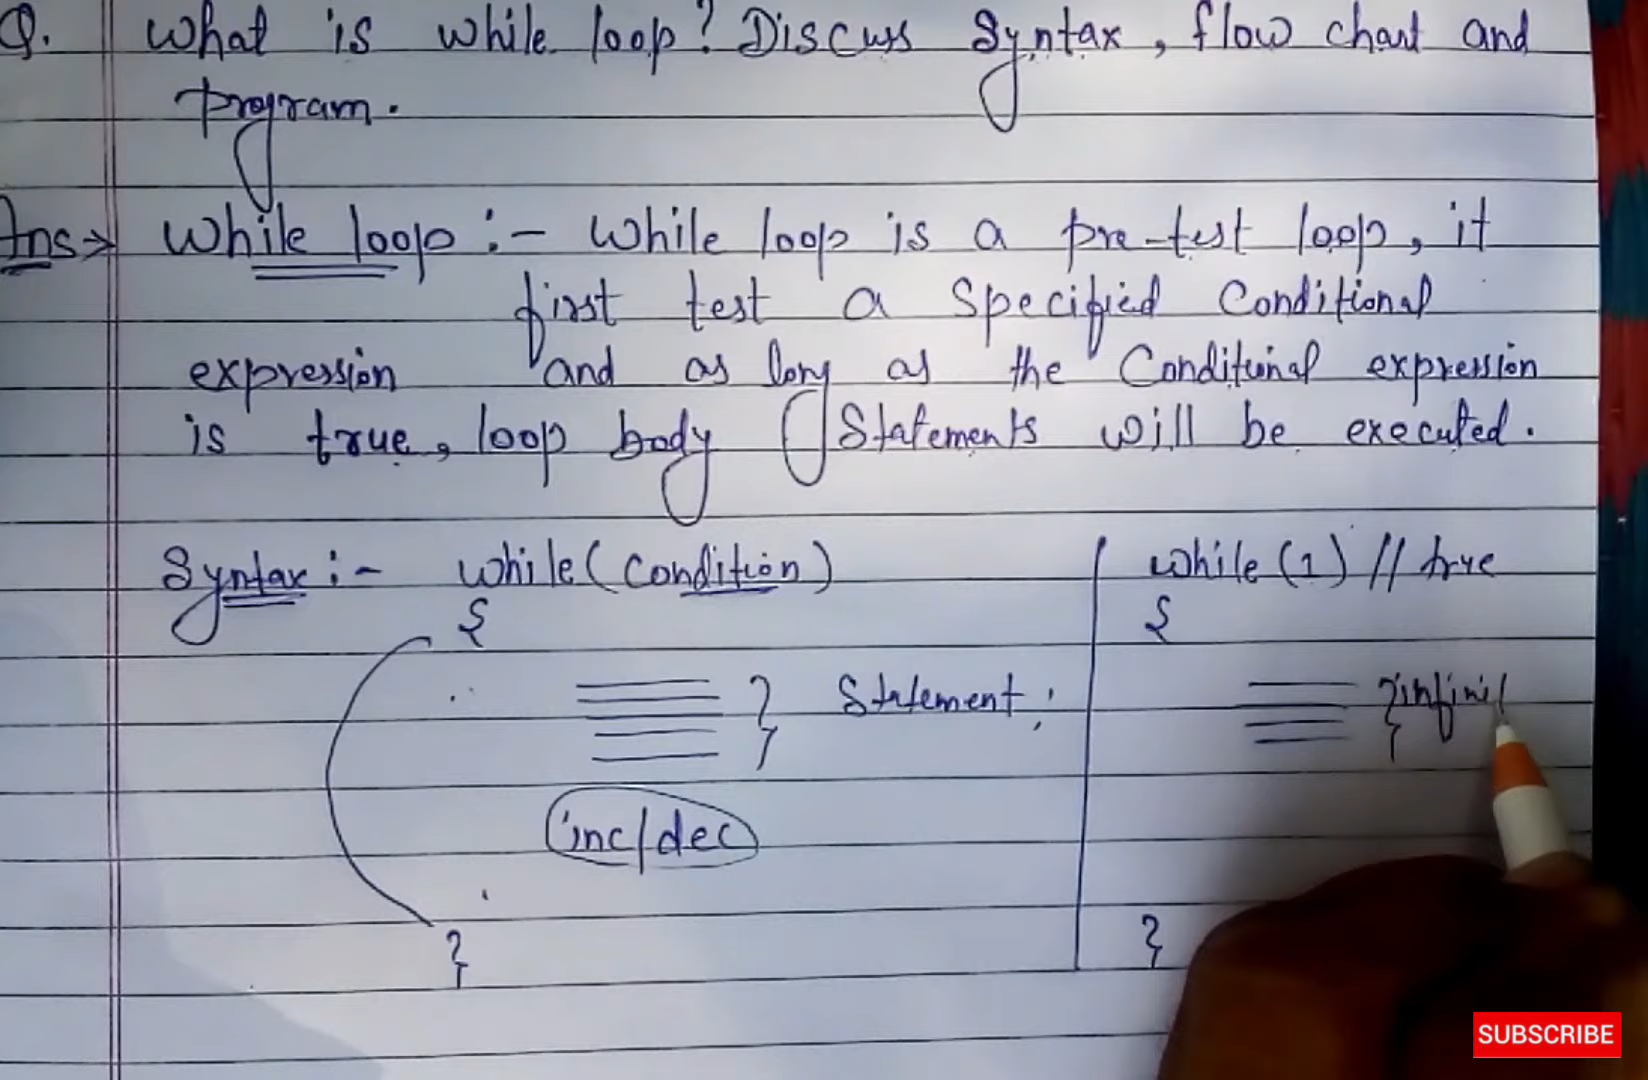 Q. What is while loop? Discuss Syntax, flow chart and
program.
Ans⇒ While loop :- While loop is a pre-test loop, it
first test a specified conditional
expression and as long as the conditional expression
is true, loop body statements will be executed.
Syntax :- while(condition)
{
} Statement;
inc/dec
}
while (1) // true
{
} infinit
}
SUBSCRIBE